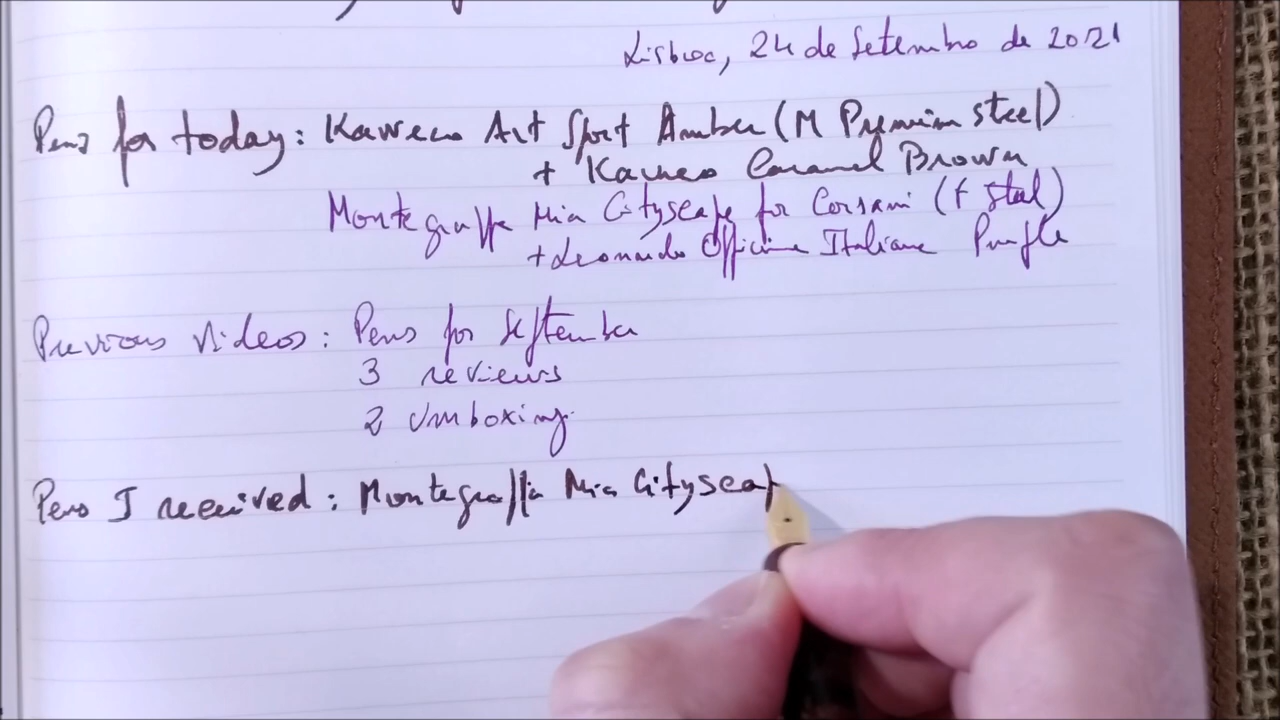 Lisboa, 24 de Setembro de 2021
Pens for today: Kaweco Art Sport Amber (M Premium steel)
+ Kaweco Caramel Brown
Montegrappa Mia Cityscape for Corsani (F steel)
+ Leonardo Officina Italiana Purple
Previous videos: Pens for September
3 reviews
2 Unboxing
Pens I received: Montegrappa Mia Cityscap